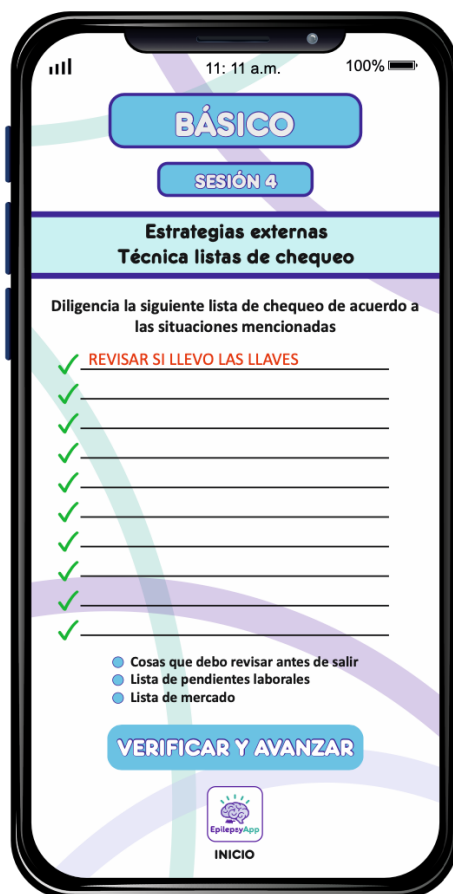 11: 11 a.m.
100%
BÁSICO
SESIÓN 4
Estrategias externas
Técnica listas de chequeo
Diligencia la siguiente lista de chequeo de acuerdo a
las situaciones mencionadas
REVISAR SI LLEVO LAS LLAVES
Cosas que debo revisar antes de salir
Lista de pendientes laborales
Lista de mercado
VERIFICAR Y AVANZAR
EpilepsyApp
INICIO